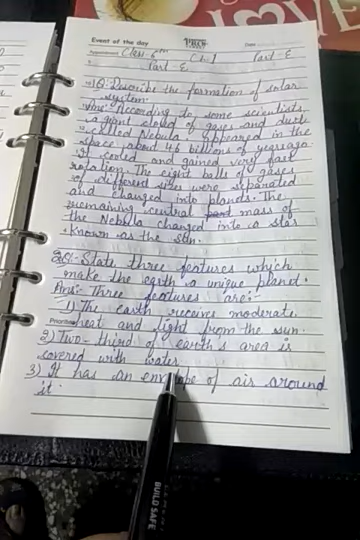 LOVE
Event of the day
Date
Class - 6th Ch. 1 Part E
Part E
1Q. Describe the formation of solar
system.
Ans:- According to some scientists,
a giant cloud of gases and dust
called Nebula appeared in the
space about 4.6 billions of years ago.
It cooled and gained very fast
rotation. The eight balls of gases
of different sizes were separated
and changed into planets. The
remaining central mass of
the Nebula changed into a star
known as the Sun.
2Q:- State three features which
make the earth a unique planet.
Ans:- Three features are:-
1) The earth receives moderate
Priorities
heat and light from the sun.
2) Two-third of earth's area is
covered with water.
3) It has an envelope of air around
it.
BUILD SAFE